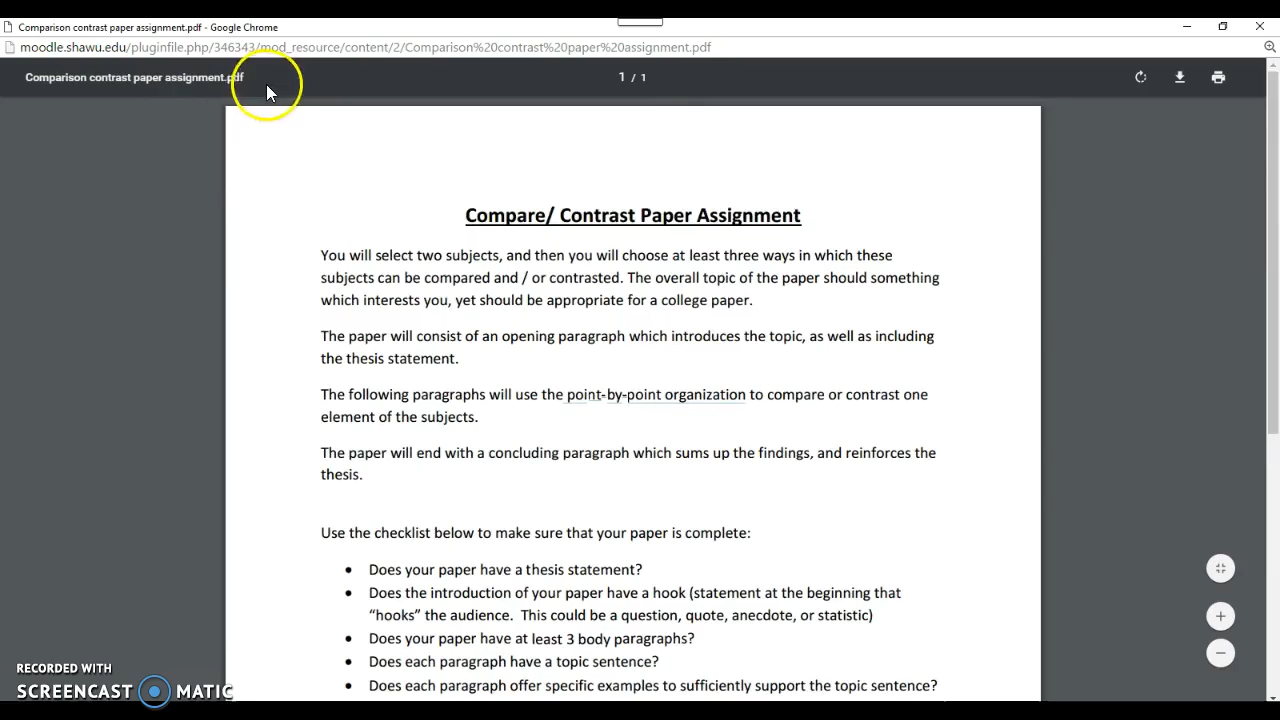 Comparison contrast paper assignment.pdf - Google Chrome
moodle.shawu.edu/pluginfile.php/346343/mod_resource/content/2/Comparison%20contrast%20paper%20assignment.pdf
Comparison contrast paper assignment.pdf
1 / 1
Compare/ Contrast Paper Assignment
You will select two subjects, and then you will choose at least three ways in which these
subjects can be compared and / or contrasted. The overall topic of the paper should something
which interests you, yet should be appropriate for a college paper.
The paper will consist of an opening paragraph which introduces the topic, as well as including
the thesis statement.
The following paragraphs will use the point-by-point organization to compare or contrast one
element of the subjects.
The paper will end with a concluding paragraph which sums up the findings, and reinforces the
thesis.
Use the checklist below to make sure that your paper is complete:
• Does your paper have a thesis statement?
• Does the introduction of your paper have a hook (statement at the beginning that
“hooks” the audience. This could be a question, quote, anecdote, or statistic)
• Does your paper have at least 3 body paragraphs?
• Does each paragraph have a topic sentence?
• Does each paragraph offer specific examples to sufficiently support the topic sentence?
RECORDED WITH
SCREENCAST MATIC